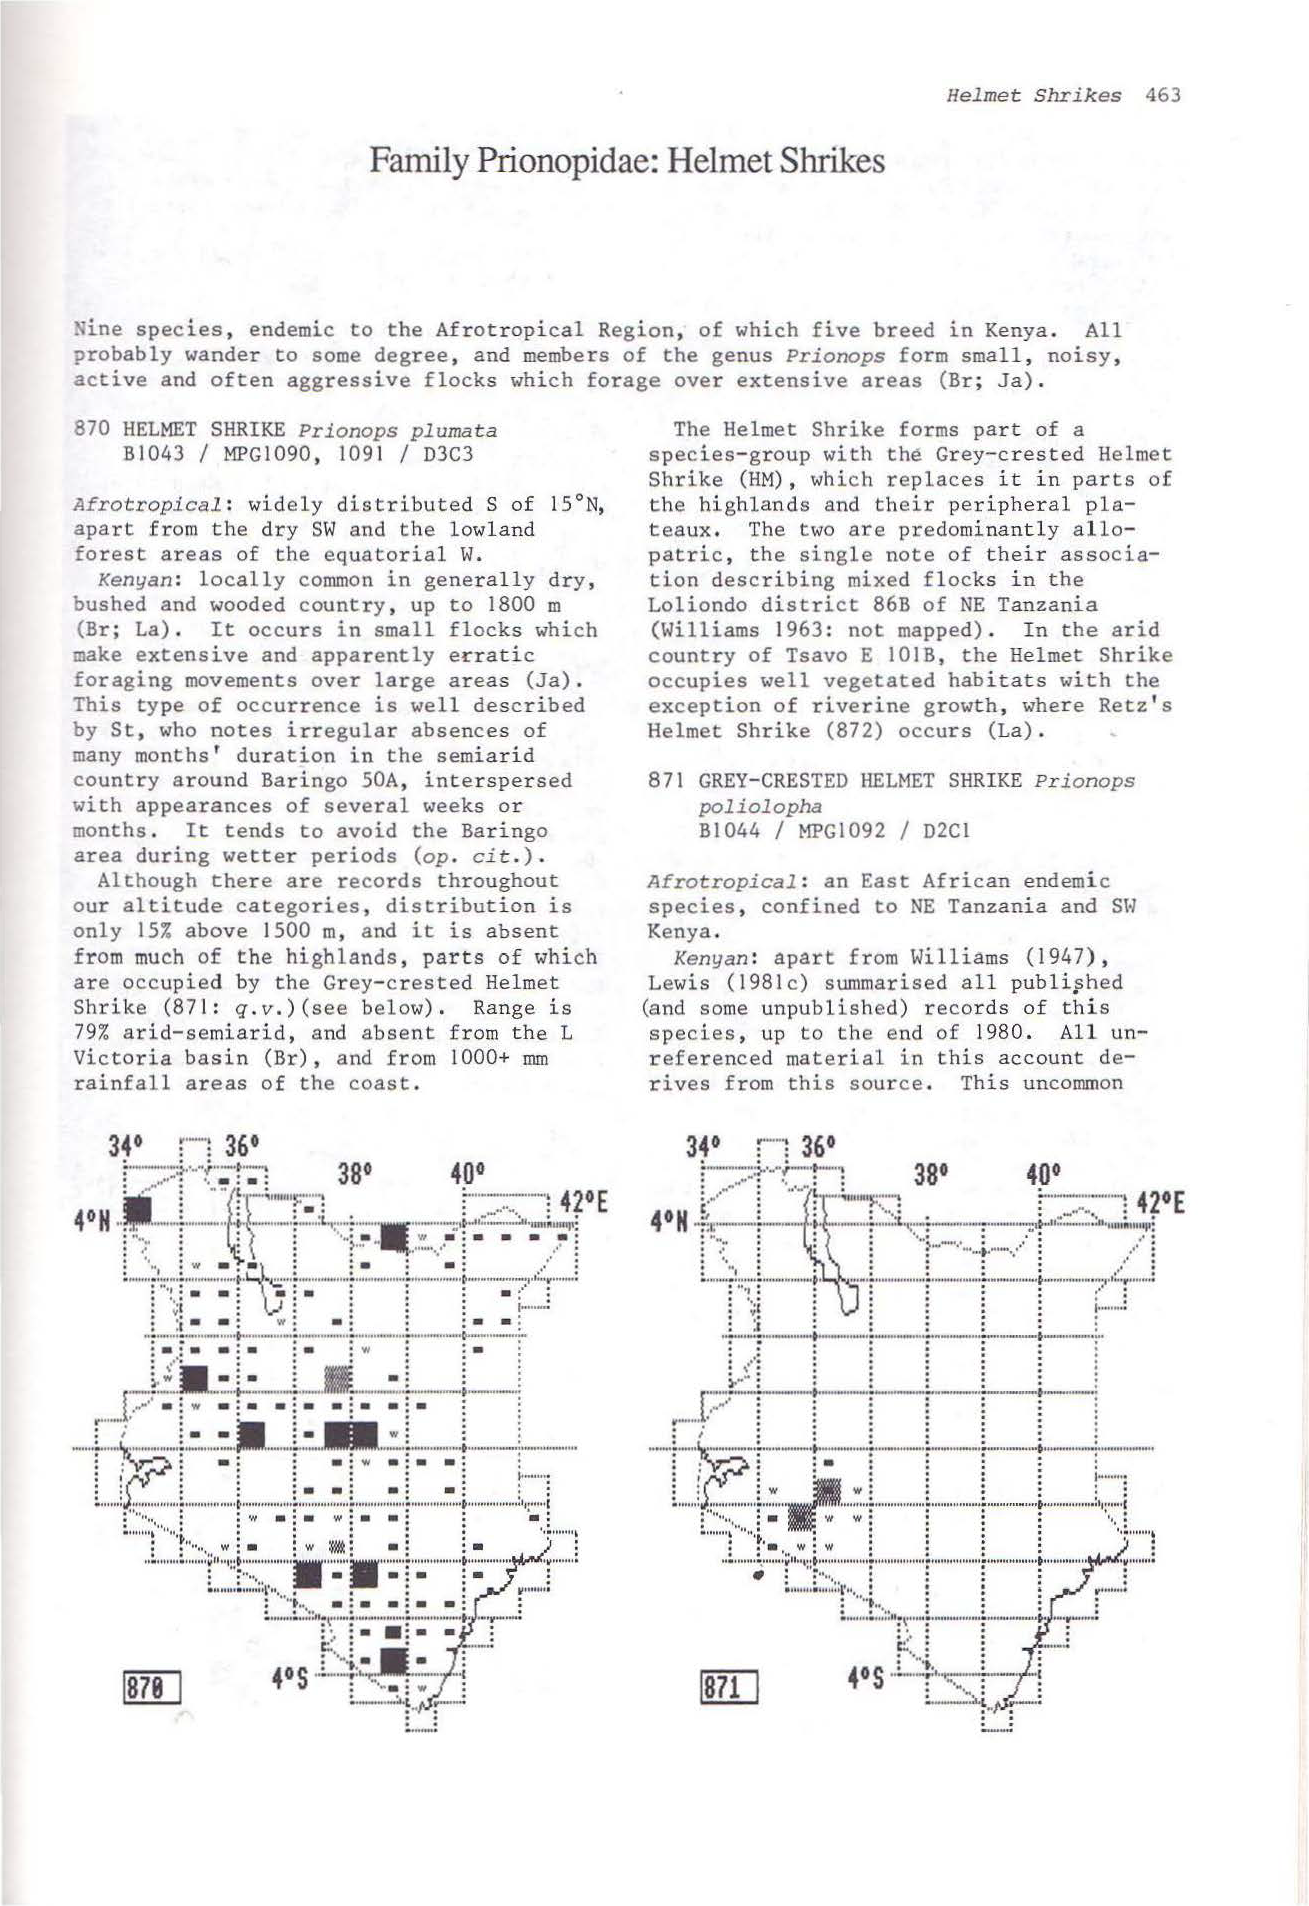 Helmet Shrikes 463
Family Prionopidae: Helmet Shrikes
Nine species, endemic to the Afrotropical Region, of which five breed in Kenya. All
probably wander to some degree, and members of the genus Prionops form small, noisy,
active and often aggressive flocks which forage over extensive areas (Br; Ja).
870 HELMET SHRIKE Prionops plumata
B1043 / MPG1090, 1091 / D3C3
Afrotropical: widely distributed S of 15°N,
apart from the dry SW and the lowland
forest areas of the equatorial W.
Kenyan: locally common in generally dry,
bushed and wooded country, up to 1800 m
(Br; La). It occurs in small flocks which
make extensive and apparently erratic
foraging movements over large areas (Ja).
This type of occurrence is well described
by St, who notes irregular absences of
many months' duration in the semiarid
country around Baringo 50A, interspersed
with appearances of several weeks or
months. It tends to avoid the Baringo
area during wetter periods (op. cit.).
Although there are records throughout
our altitude categories, distribution is
only 15% above 1500 m, and it is absent
from much of the highlands, parts of which
are occupied by the Grey-crested Helmet
Shrike (871: q.v.)(see below). Range is
79% arid-semiarid, and absent from the L
Victoria basin (Br), and from 1000+ mm
rainfall areas of the coast.
The Helmet Shrike forms part of a
species-group with the Grey-crested Helmet
Shrike (HM), which replaces it in parts of
the highlands and their peripheral pla-
teaux. The two are predominantly allo-
patric, the single note of their associa-
tion describing mixed flocks in the
Loliondo district 86B of NE Tanzania
(Williams 1963: not mapped). In the arid
country of Tsavo E 101B, the Helmet Shrike
occupies well vegetated habitats with the
exception of riverine growth, where Retz's
Helmet Shrike (872) occurs (La).
871 GREY-CRESTED HELMET SHRIKE Prionops
poliolopha
B1044 / MPG1092 / D2C1
Afrotropical: an East African endemic
species, confined to NE Tanzania and SW
Kenya.
Kenyan: apart from Williams (1947),
Lewis (1981c) summarised all published
(and some unpublished) records of this
species, up to the end of 1980. All un-
referenced material in this account de-
rives from this source. This uncommon
34° 36°
38° 40°
42°E
4°N
4°S
870
34° 36°
38° 40°
42°E
4°N
4°S
871